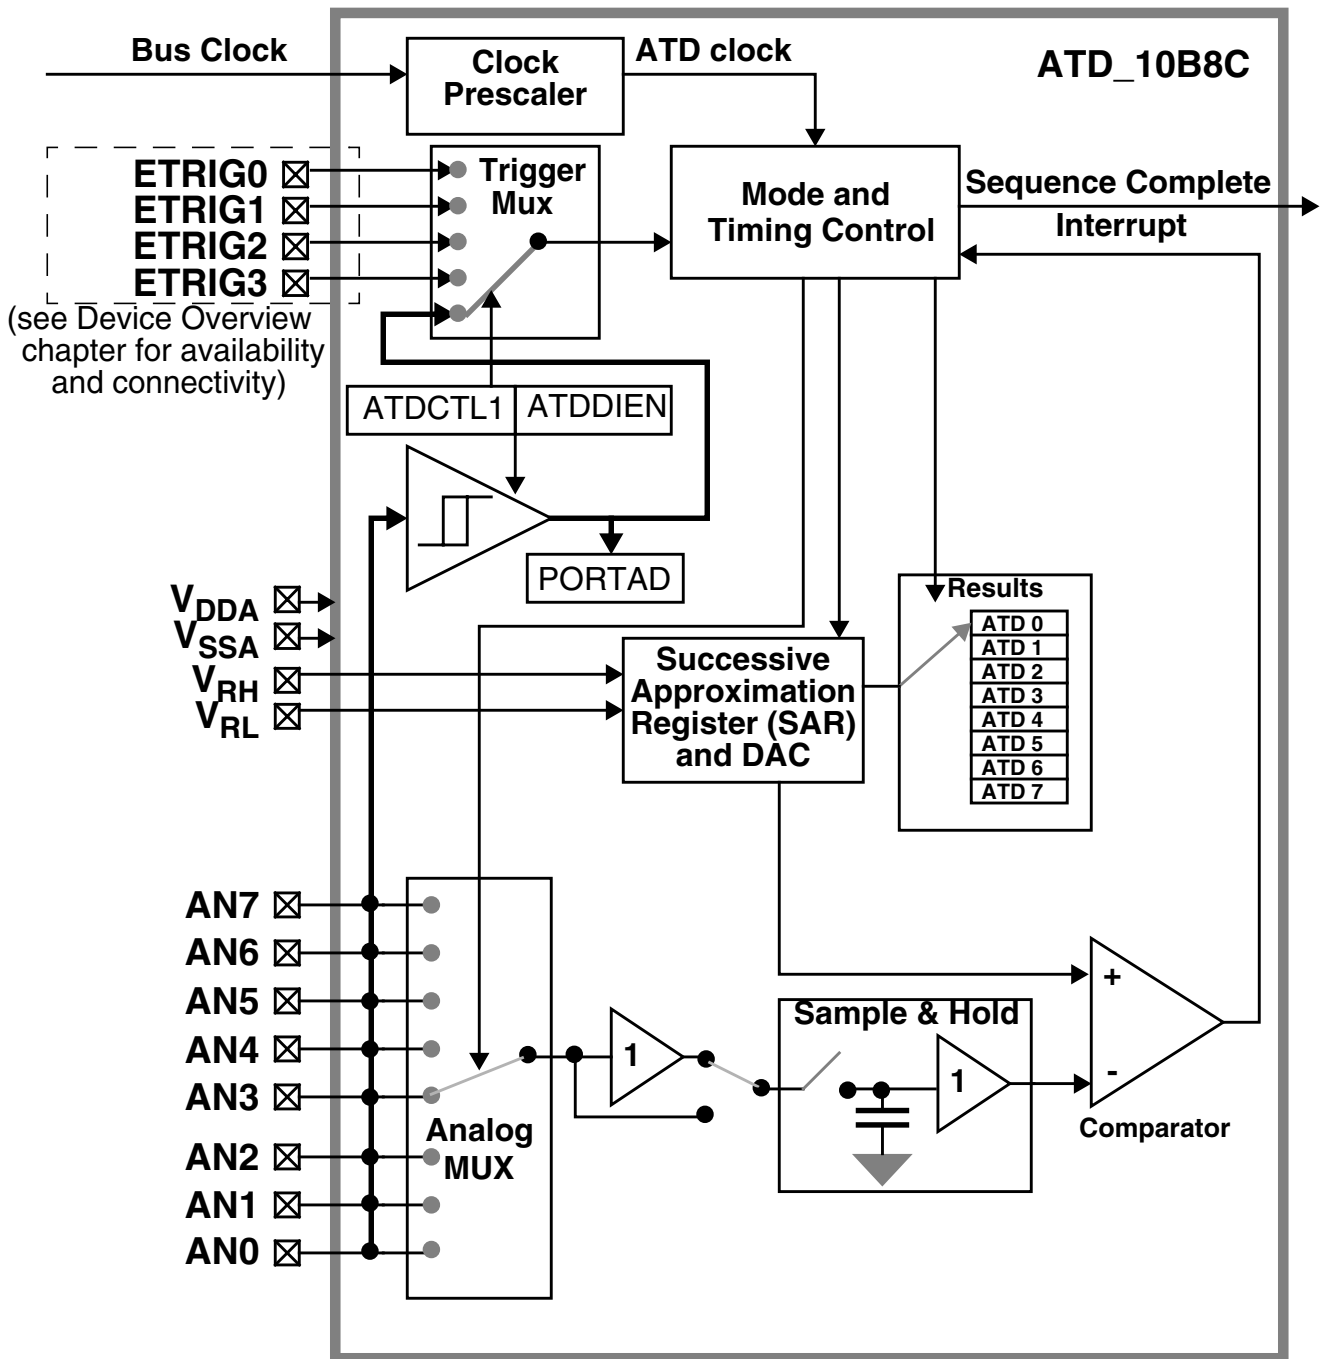 Bus Clock
Clock
Prescaler
ATD clock
ATD_10B8C
ETRIG0
ETRIG1
ETRIG2
ETRIG3
(see Device Overview
chapter for availability
and connectivity)
Trigger
Mux
Mode and
Timing Control
Sequence Complete
Interrupt
ATDCTL1
ATDDIEN
PORTAD
VDDA
VSSA
VRH
VRL
Successive
Approximation
Register (SAR)
and DAC
Results
ATD 0
ATD 1
ATD 2
ATD 3
ATD 4
ATD 5
ATD 6
ATD 7
AN7
AN6
AN5
AN4
AN3
AN2
AN1
AN0
Analog
MUX
1
Sample & Hold
1
+
-
Comparator